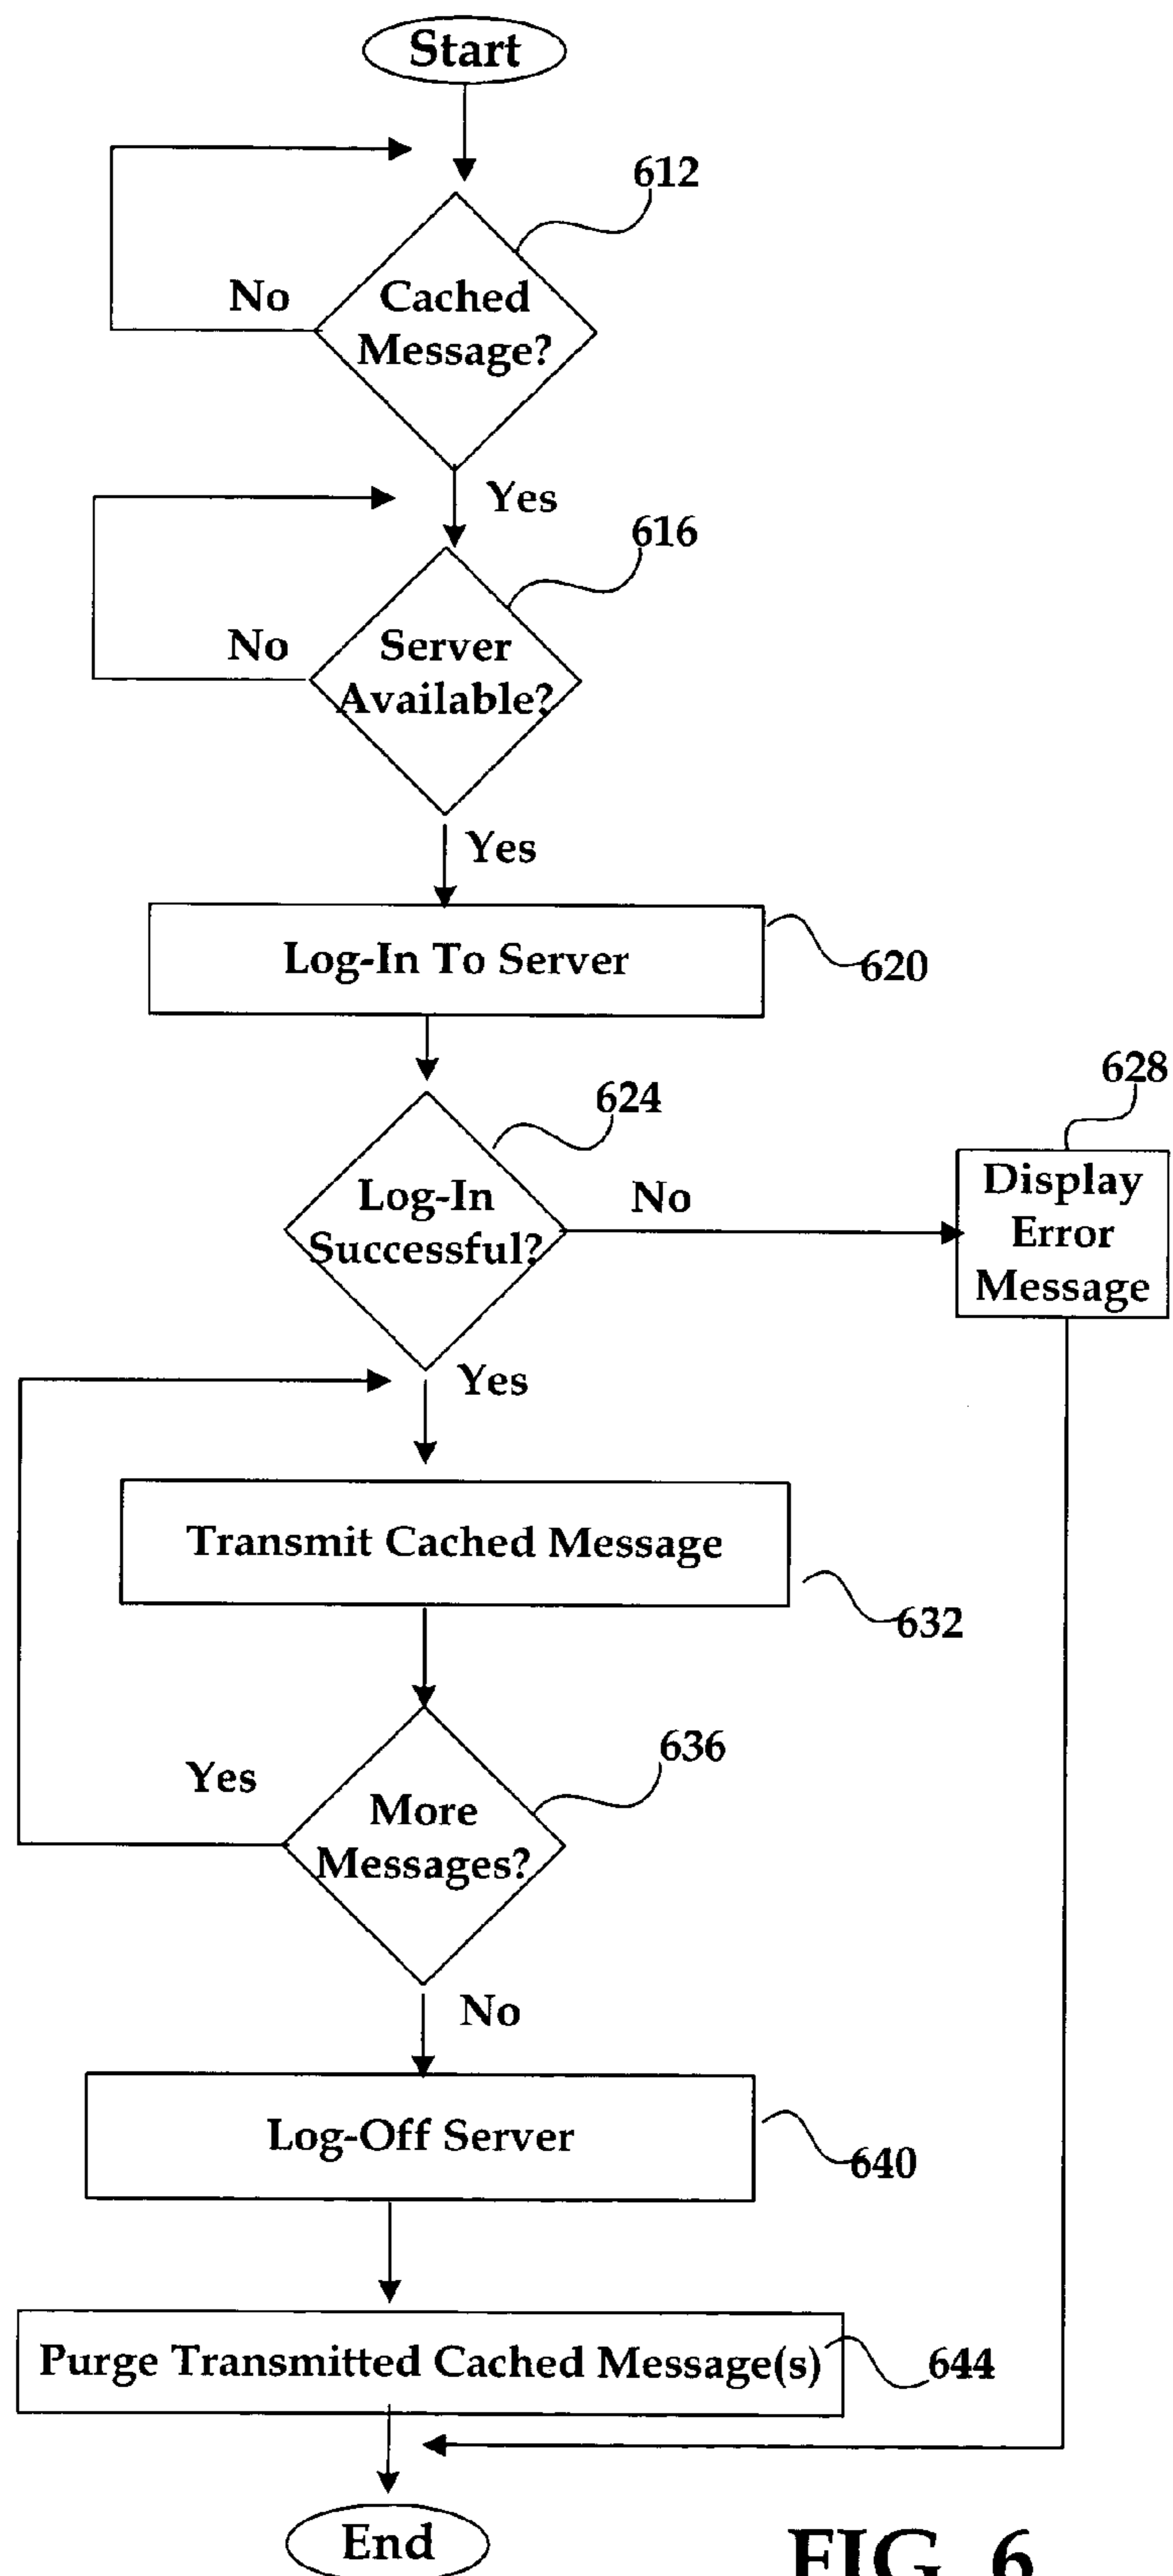 Start
612
Cached
Message?
No
Yes
616
Server
Available?
No
Yes
Log-In To Server
620
624
Log-In
Successful?
No
628
Display
Error
Message
Yes
Transmit Cached Message
632
636
More
Messages?
Yes
No
Log-Off Server
640
Purge Transmitted Cached Message(s)
644
End
FIG. 6